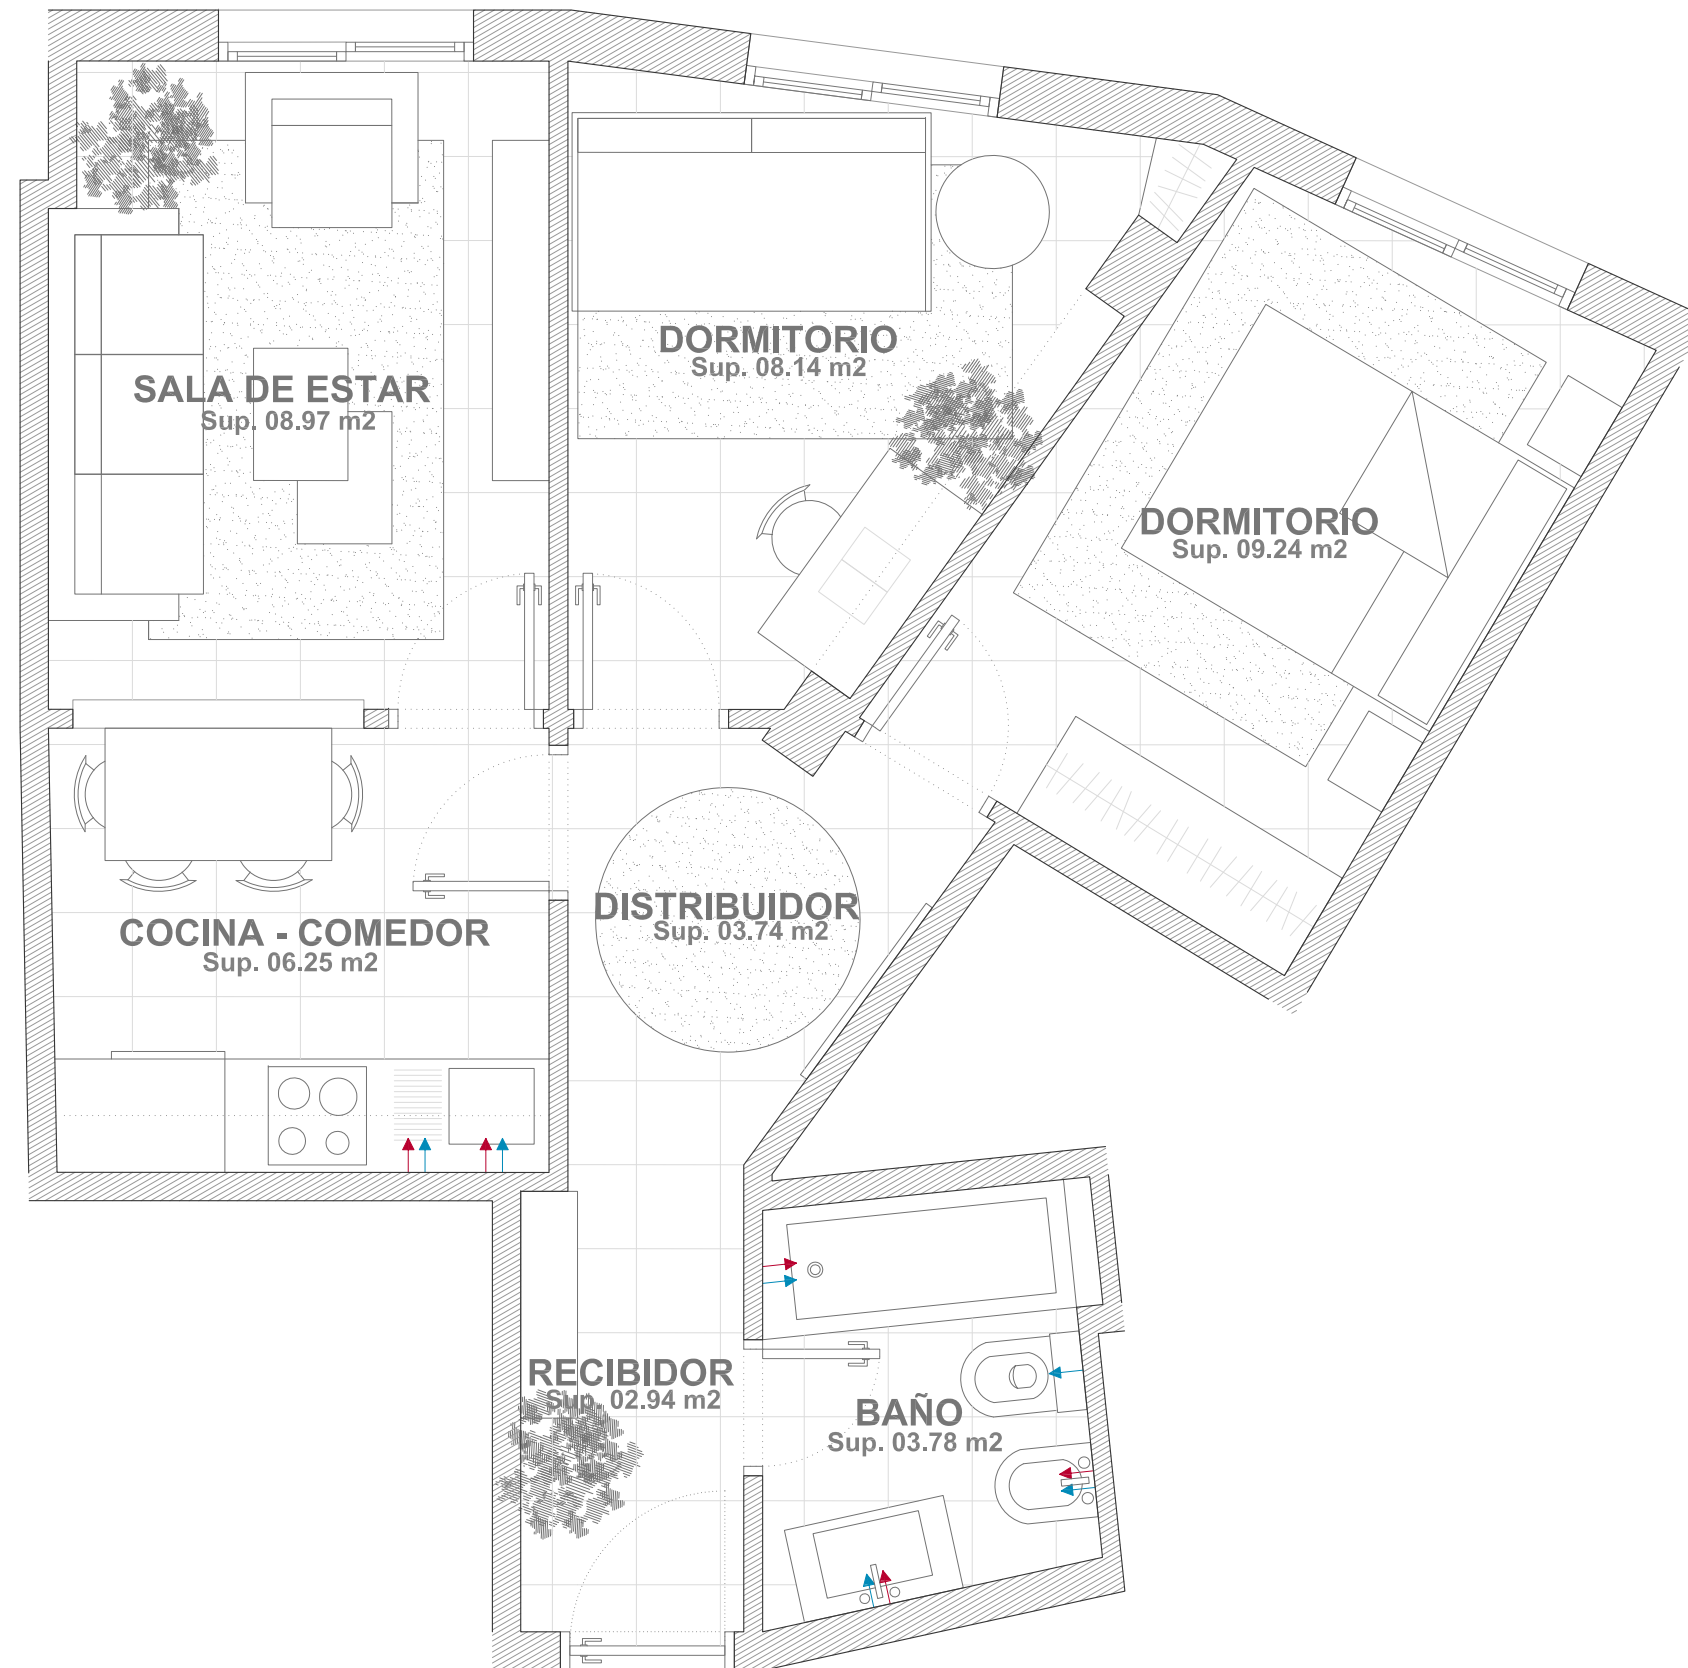 DORMITORIO
Sup. 08.14 m2
SALA DE ESTAR
Sup. 08.97 m2
DORMITORIO
Sup. 09.24 m2
DISTRIBUIDOR
Sup. 03.74 m2
COCINA - COMEDOR
Sup. 06.25 m2
RECIBIDOR
Sup. 02.94 m2
BAÑO
Sup. 03.78 m2